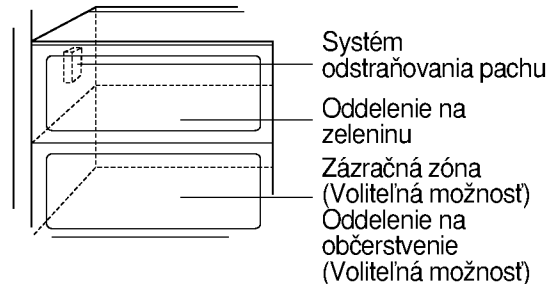 Systém
odstraňovania pachu
Oddelenie na
zeleninu
Zázračná zóna
(Voliteľná možnosť)
Oddelenie na
občerstvenie
(Voliteľná možnosť)